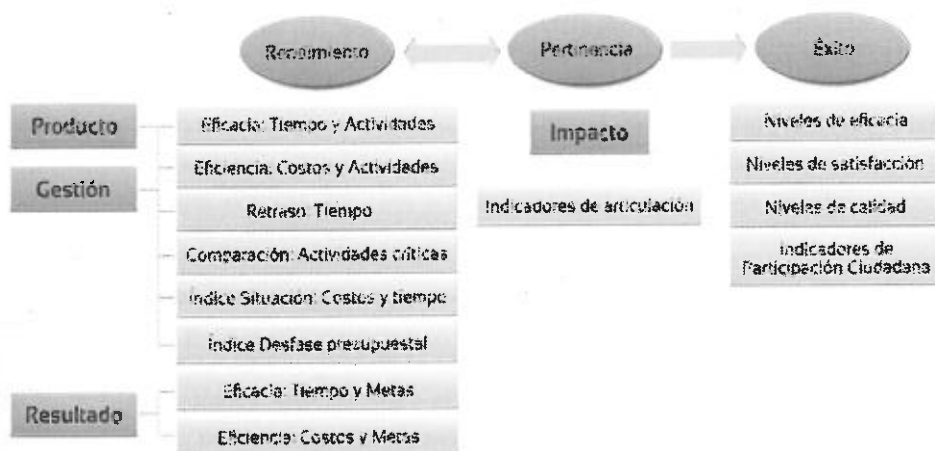 Rendimiento
Pertinencia
Éxito
Producto
Gestión
Resultado
Eficacia: Tiempo y Actividades
Eficiencia: Costos y Actividades
Retraso: Tiempo
Comparación: Actividades críticas
Índice Situación: Costos y tiempo
Índice Desfase presupuestal
Eficacia: Tiempo y Metas
Eficiencia: Costos y Metas
Impacto
Indicadores de articulación
Niveles de eficacia
Niveles de satisfacción
Niveles de calidad
Indicadores de
Participación Ciudadana